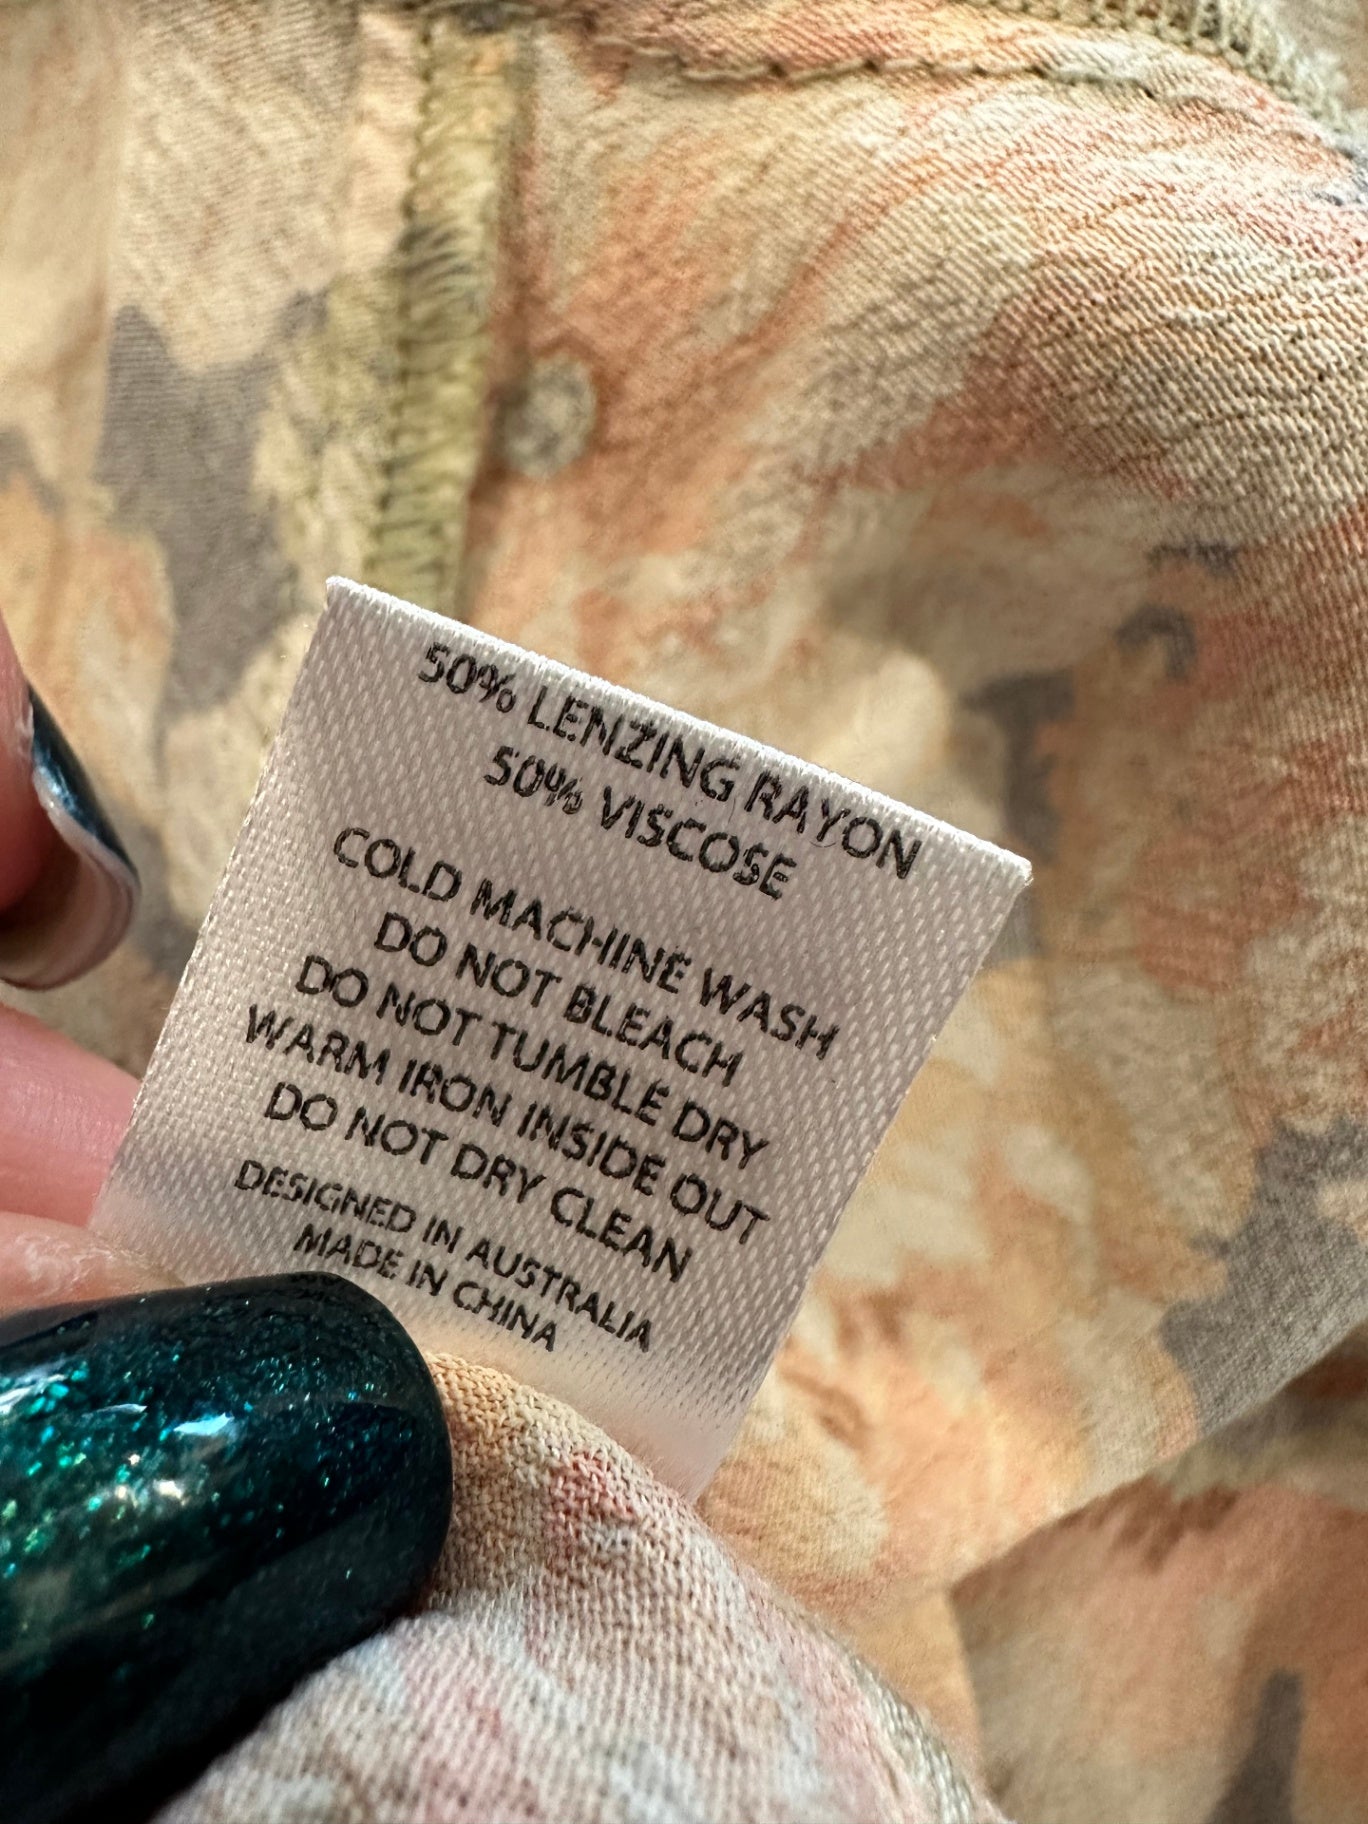 50% LENZING RAYON
50% VISCOSE
COLD MACHINE WASH
DO NOT BLEACH
DO NOT TUMBLE DRY
WARM IRON INSIDE OUT
DO NOT DRY CLEAN
DESIGNED IN AUSTRALIA
MADE IN CHINA